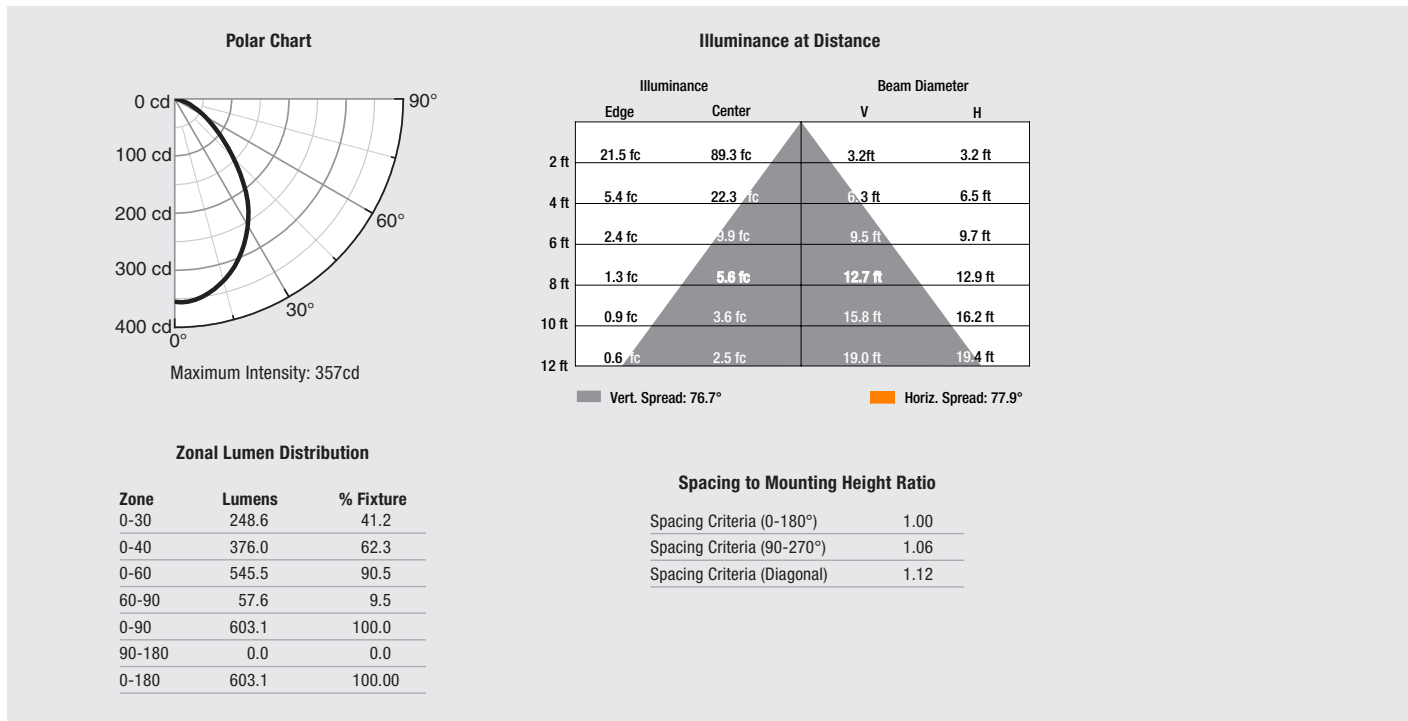 Polar Chart
0 cd
100 cd
200 cd
300 cd
400 cd
90°
60°
30°
0°
Maximum Intensity: 357cd
Illuminance at Distance
Illuminance Beam Diameter
Edge Center V H
2 ft 21.5 fc 89.3 fc 3.2ft 3.2 ft
4 ft 5.4 fc 22.3 fc 6.3 ft 6.5 ft
6 ft 2.4 fc 9.9 fc 9.5 ft 9.7 ft
8 ft 1.3 fc 5.6 fc 12.7 ft 12.9 ft
10 ft 0.9 fc 3.6 fc 15.8 ft 16.2 ft
12 ft 0.6 fc 2.5 fc 19.0 ft 19.4 ft
Vert. Spread: 76.7° Horiz. Spread: 77.9°
Zonal Lumen Distribution
Zone Lumens % Fixture
0-30 248.6 41.2
0-40 376.0 62.3
0-60 545.5 90.5
60-90 57.6 9.5
0-90 603.1 100.0
90-180 0.0 0.0
0-180 603.1 100.00
Spacing to Mounting Height Ratio
Spacing Criteria (0-180°) 1.00
Spacing Criteria (90-270°) 1.06
Spacing Criteria (Diagonal) 1.12